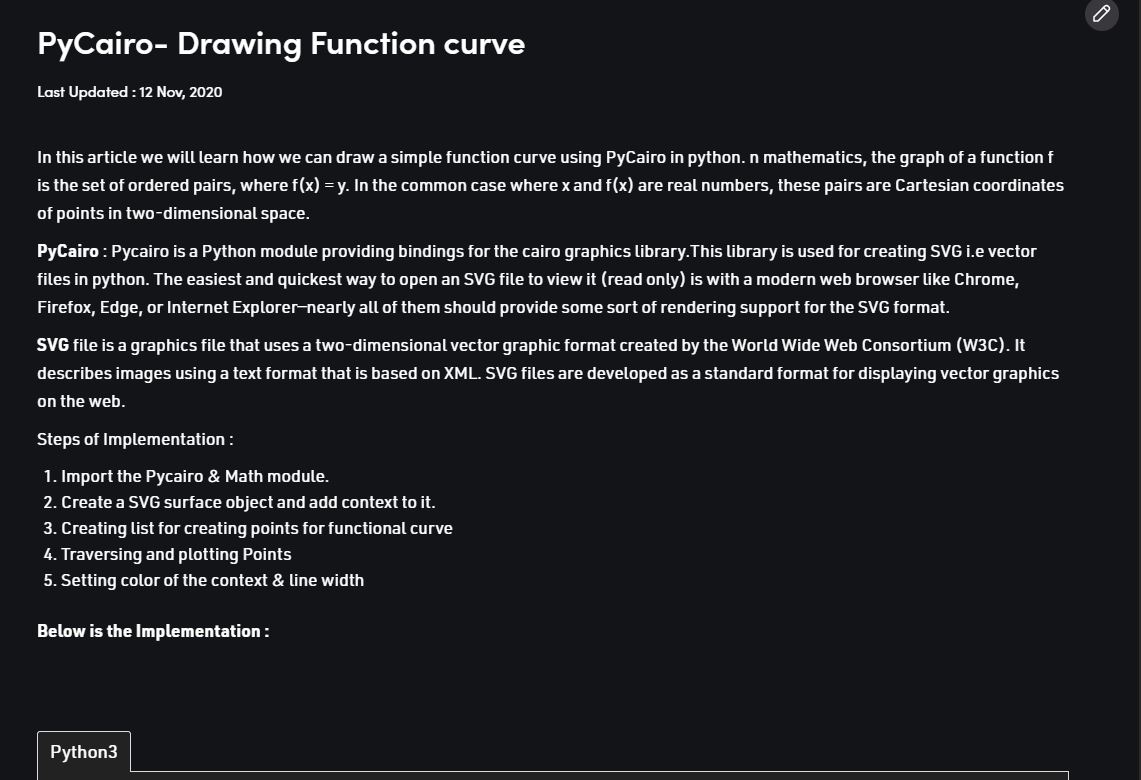 PyCairo- Drawing Function curve
Last Updated : 12 Nov, 2020
In this article we will learn how we can draw a simple function curve using PyCairo in python. n mathematics, the graph of a function f
is the set of ordered pairs, where f(x) = y. In the common case where x and f(x) are real numbers, these pairs are Cartesian coordinates
of points in two-dimensional space.
PyCairo : Pycairo is a Python module providing bindings for the cairo graphics library.This library is used for creating SVG i.e vector
files in python. The easiest and quickest way to open an SVG file to view it (read only) is with a modern web browser like Chrome,
Firefox, Edge, or Internet Explorer—nearly all of them should provide some sort of rendering support for the SVG format.
SVG file is a graphics file that uses a two-dimensional vector graphic format created by the World Wide Web Consortium (W3C). It
describes images using a text format that is based on XML. SVG files are developed as a standard format for displaying vector graphics
on the web.
Steps of Implementation :
1. Import the Pycairo & Math module.
2. Create a SVG surface object and add context to it.
3. Creating list for creating points for functional curve
4. Traversing and plotting Points
5. Setting color of the context & line width
Below is the Implementation :
Python3